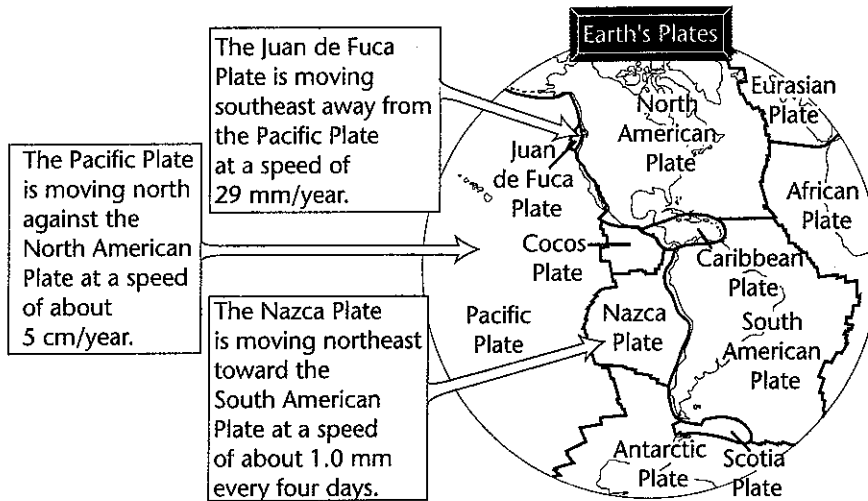 Earth's Plates
The Juan de Fuca
Plate is moving
southeast away from
the Pacific Plate
at a speed of
29 mm/year.
The Pacific Plate
is moving north
against the
North American
Plate at a speed
of about
5 cm/year.
The Nazca Plate
is moving northeast
toward the
South American
Plate at a speed
of about 1.0 mm
every four days.
North
American
Plate
Eurasian
Plate
Juan
de Fuca
Plate
African
Plate
Cocos
Plate
Caribbean
Plate
Pacific
Plate
Nazca
Plate
South
American
Plate
Antarctic
Plate
Scotia
Plate